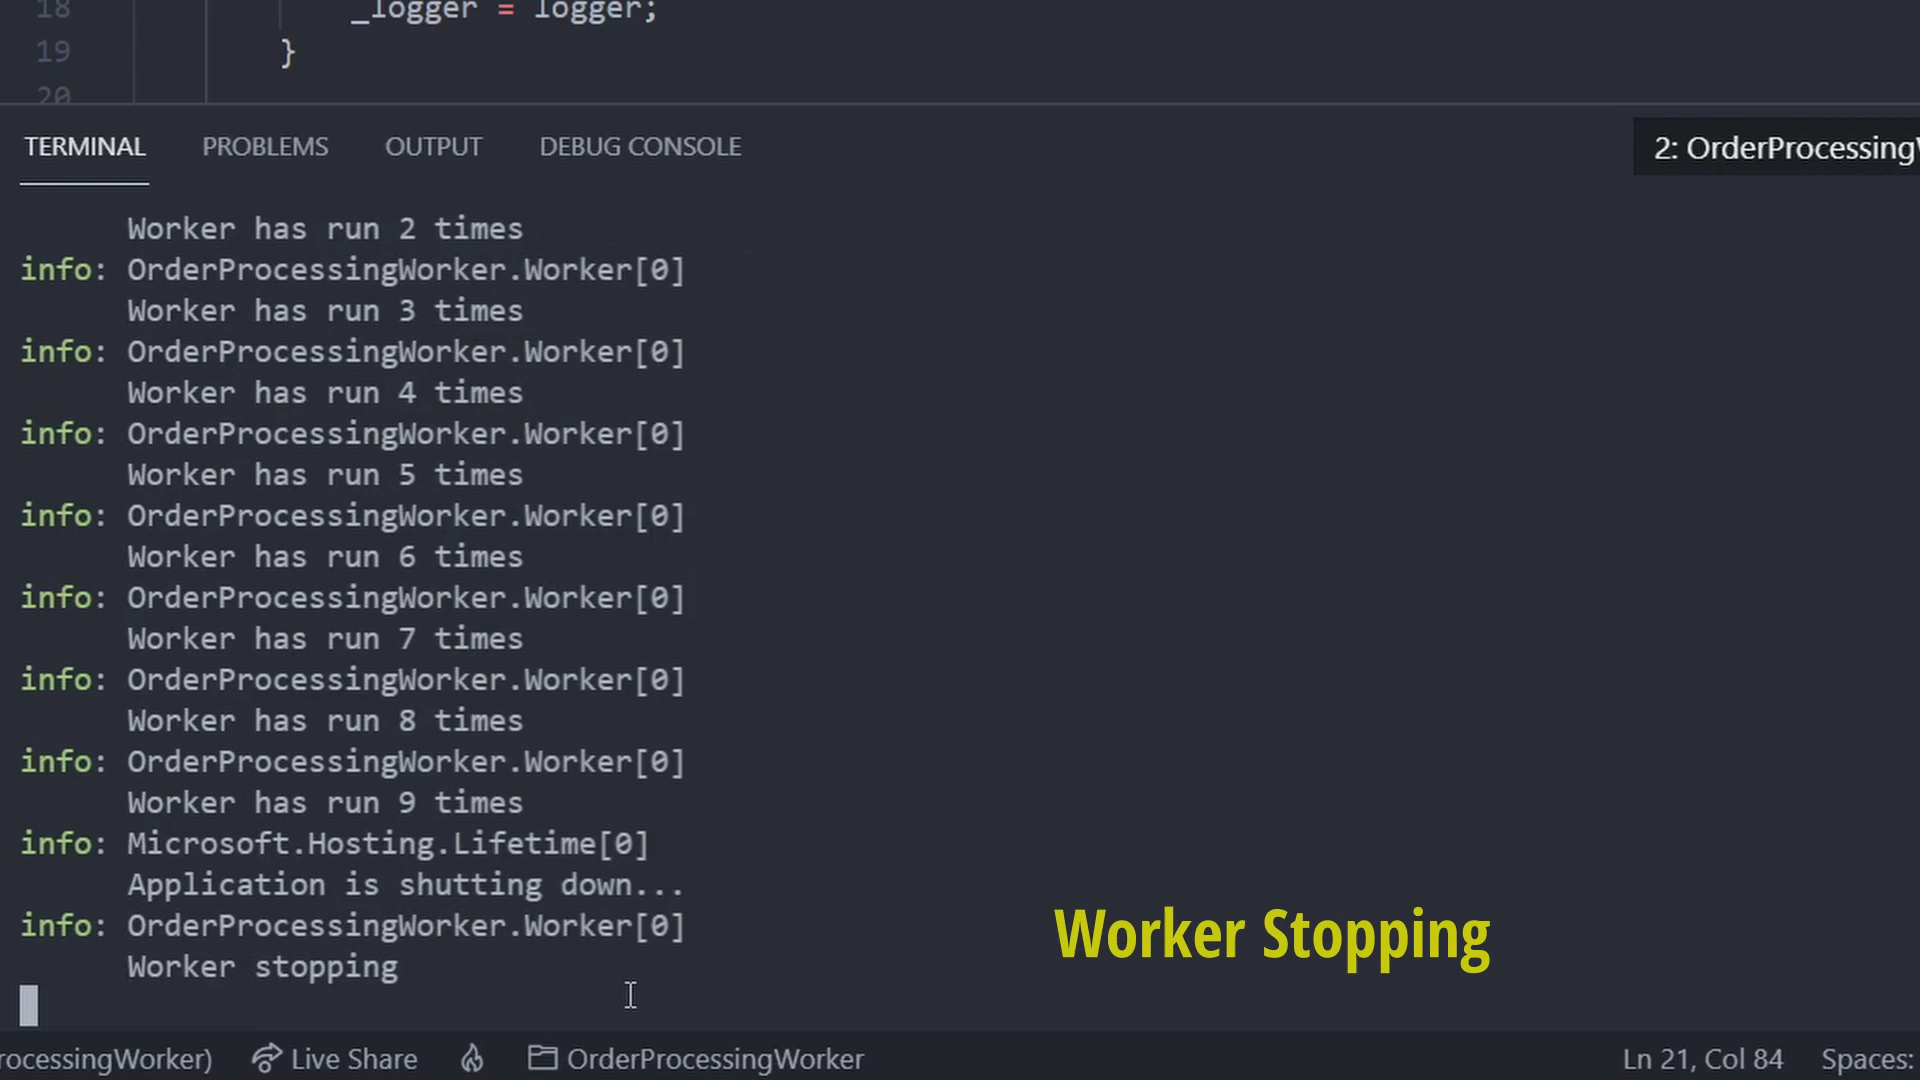 18 _logger = logger;
19 }
20
TERMINAL PROBLEMS OUTPUT DEBUG CONSOLE 2: OrderProcessingW
Worker has run 2 times
info: OrderProcessingWorker.Worker[0]
Worker has run 3 times
info: OrderProcessingWorker.Worker[0]
Worker has run 4 times
info: OrderProcessingWorker.Worker[0]
Worker has run 5 times
info: OrderProcessingWorker.Worker[0]
Worker has run 6 times
info: OrderProcessingWorker.Worker[0]
Worker has run 7 times
info: OrderProcessingWorker.Worker[0]
Worker has run 8 times
info: OrderProcessingWorker.Worker[0]
Worker has run 9 times
info: Microsoft.Hosting.Lifetime[0]
Application is shutting down...
info: OrderProcessingWorker.Worker[0]
Worker stopping
Worker Stopping
rocessingWorker) Live Share OrderProcessingWorker Ln 21, Col 84 Spaces: